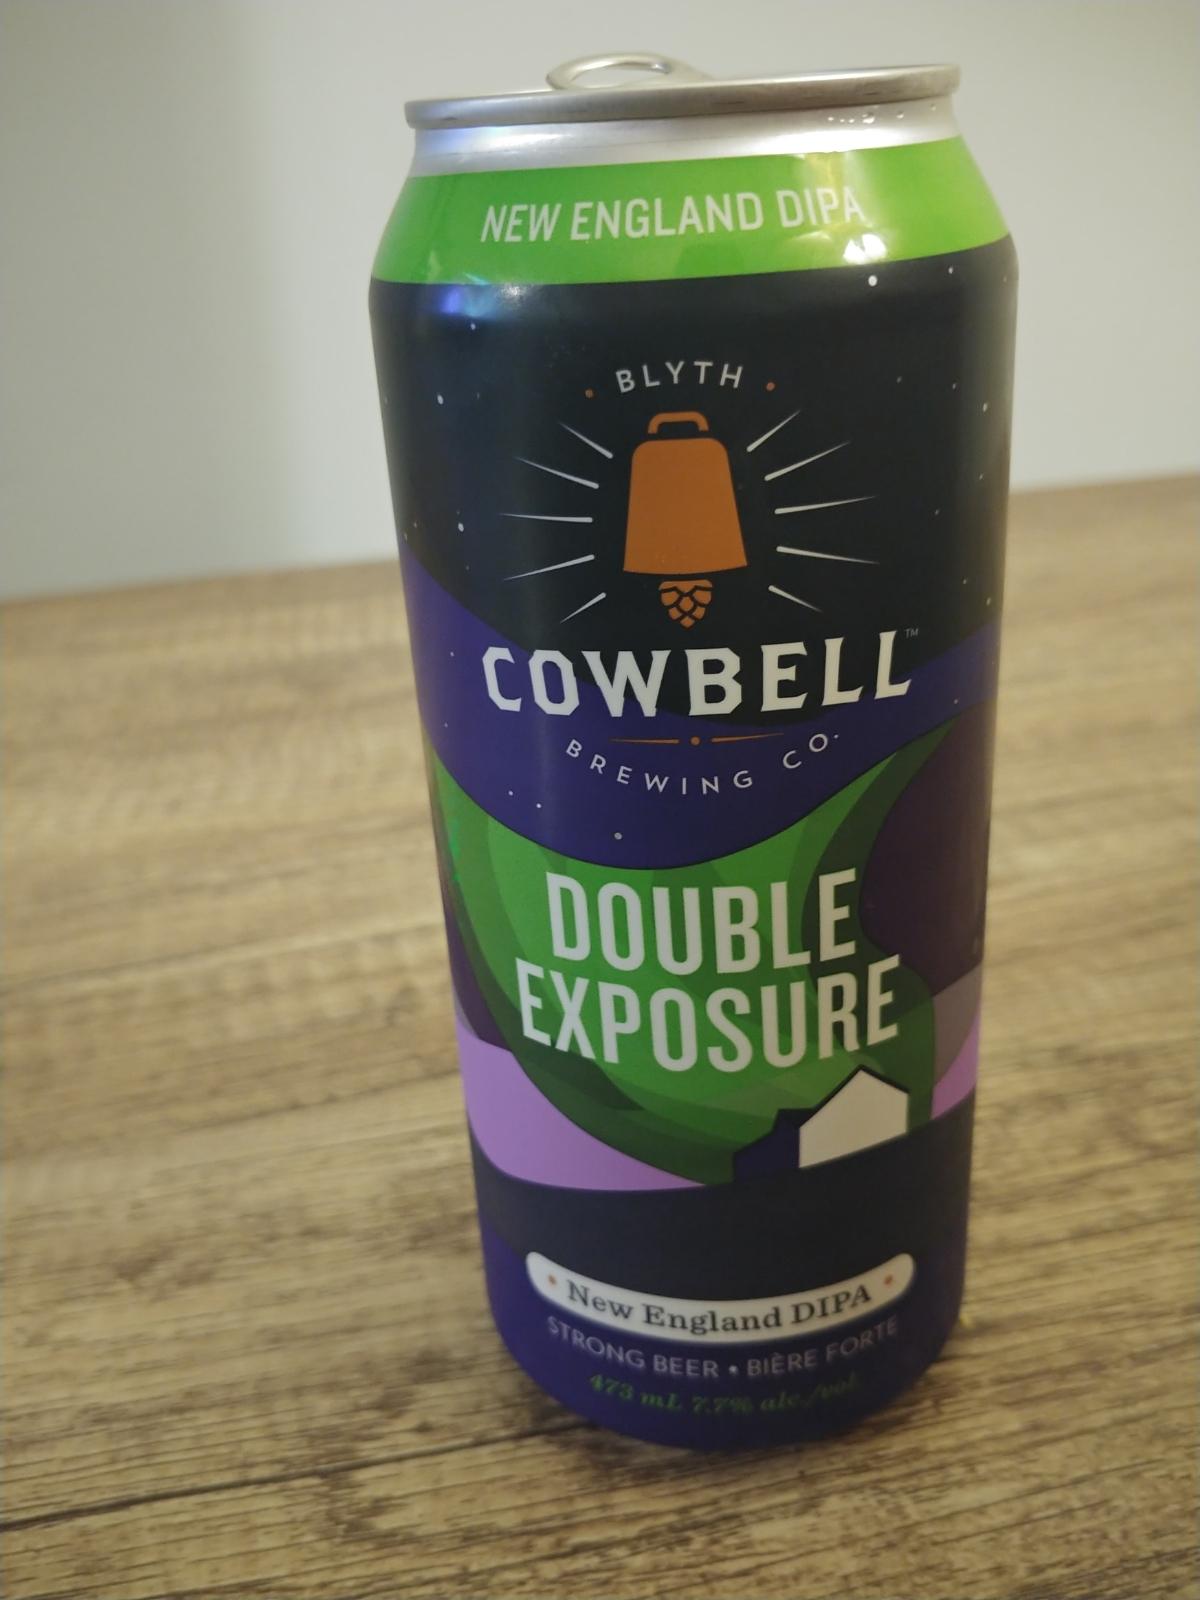 NEW ENGLAND DIPA
• BLYTH •
COWBELL™
BREWING CO.
DOUBLE
EXPOSURE
• New England DIPA •
STRONG BEER • BIÈRE FORTE
473 mL 7.7% alc./vol.